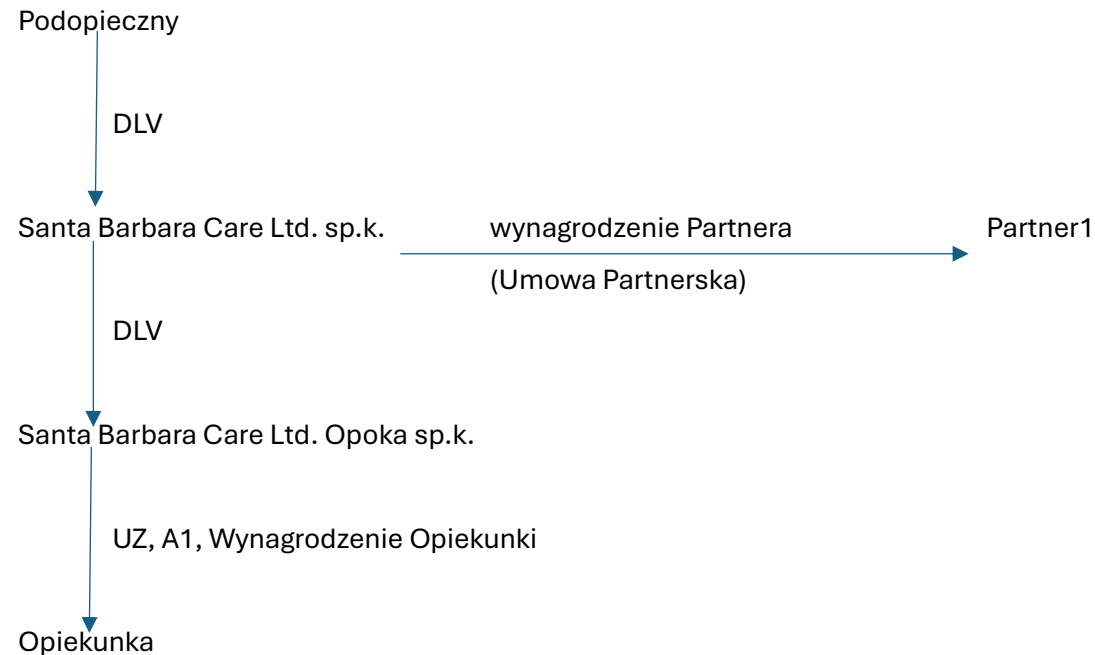 Podopieczny
DLV
Santa Barbara Care Ltd. sp.k.
wynagrodzenie Partnera
Partner1
(Umowa Partnerska)
DLV
Santa Barbara Care Ltd. Opoka sp.k.
UZ, A1, Wynagrodzenie Opiekunki
Opiekunka